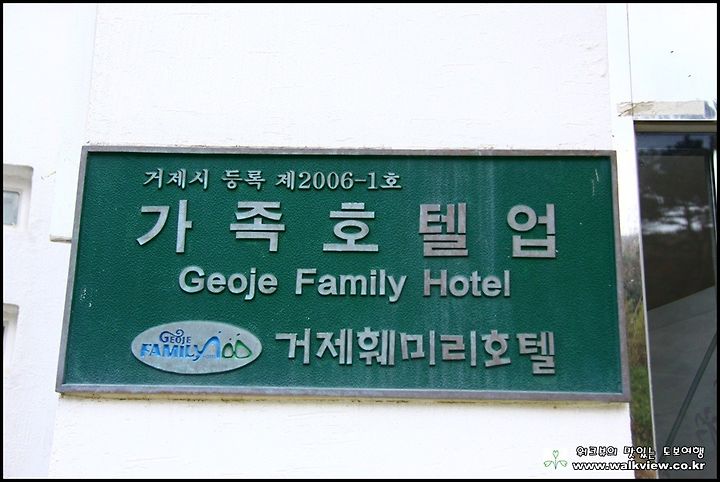 거제시 등록 제2006-1호
가족호텔업
Geoje Family Hotel
GEOJE
FAMILY
거제훼미리호텔
워크뷰의 맛있는 도보여행
www.walkview.co.kr